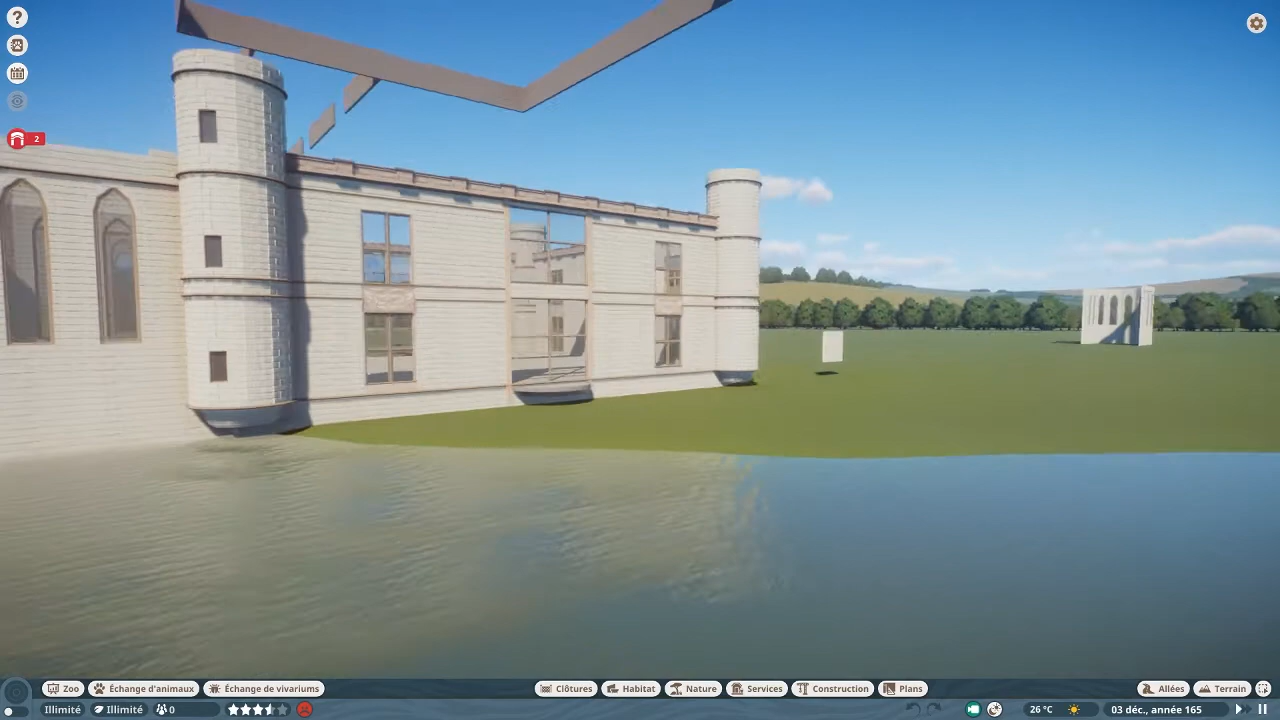 ?
2
Zoo
Échange d'animaux
Échange de vivariums
Clôtures
Habitat
Nature
Services
Construction
Plans
Allées
Terrain
Illimité
Illimité
0
26 °C
03 déc., année 165